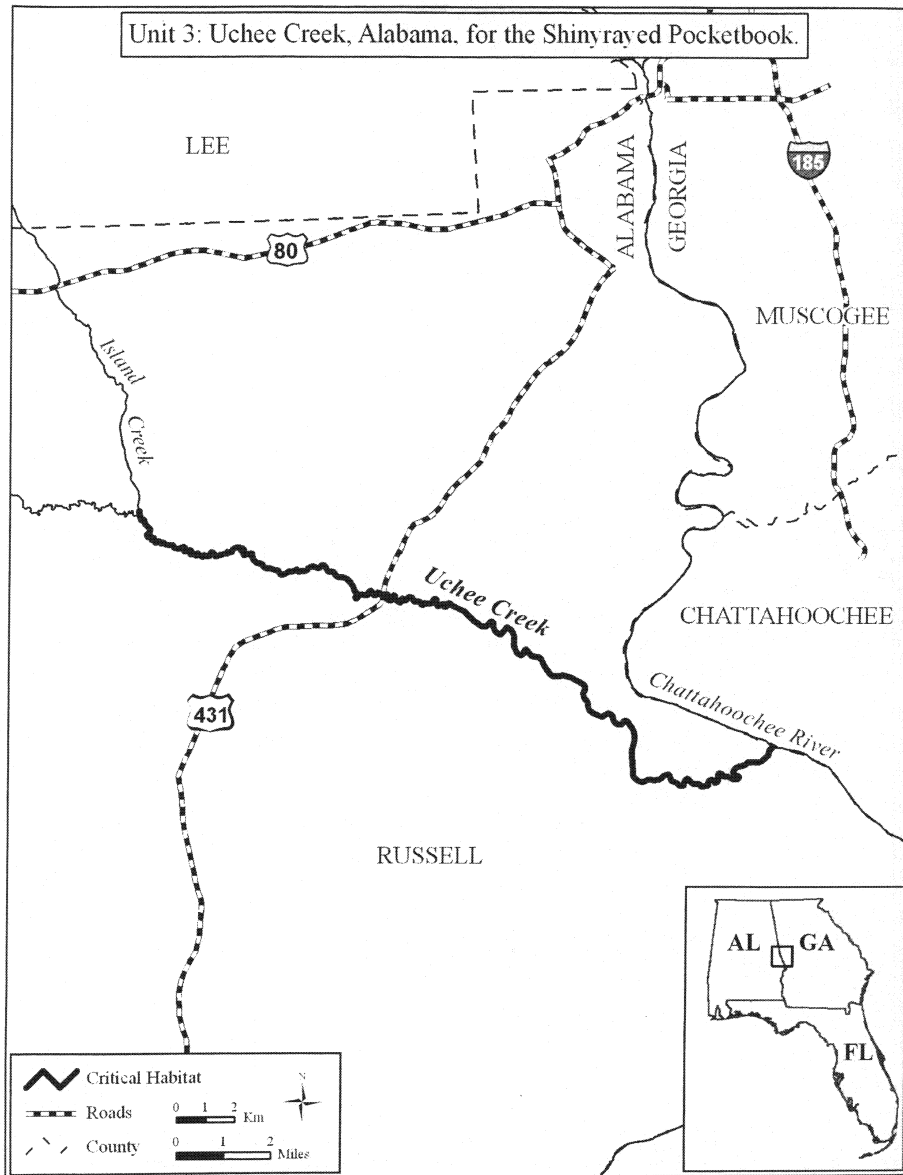 Unit 3: Uchee Creek, Alabama, for the Shinyrayed Pocketbook.
LEE
ALABAMA
GEORGIA
185
80
MUSCOGEE
Island
Creek
Uchee Creek
CHATTAHOOCHEE
431
Chattahoochee River
RUSSELL
AL
GA
FL
Critical Habitat
N
Roads
0 1 2 Km
County
0 1 2 Miles